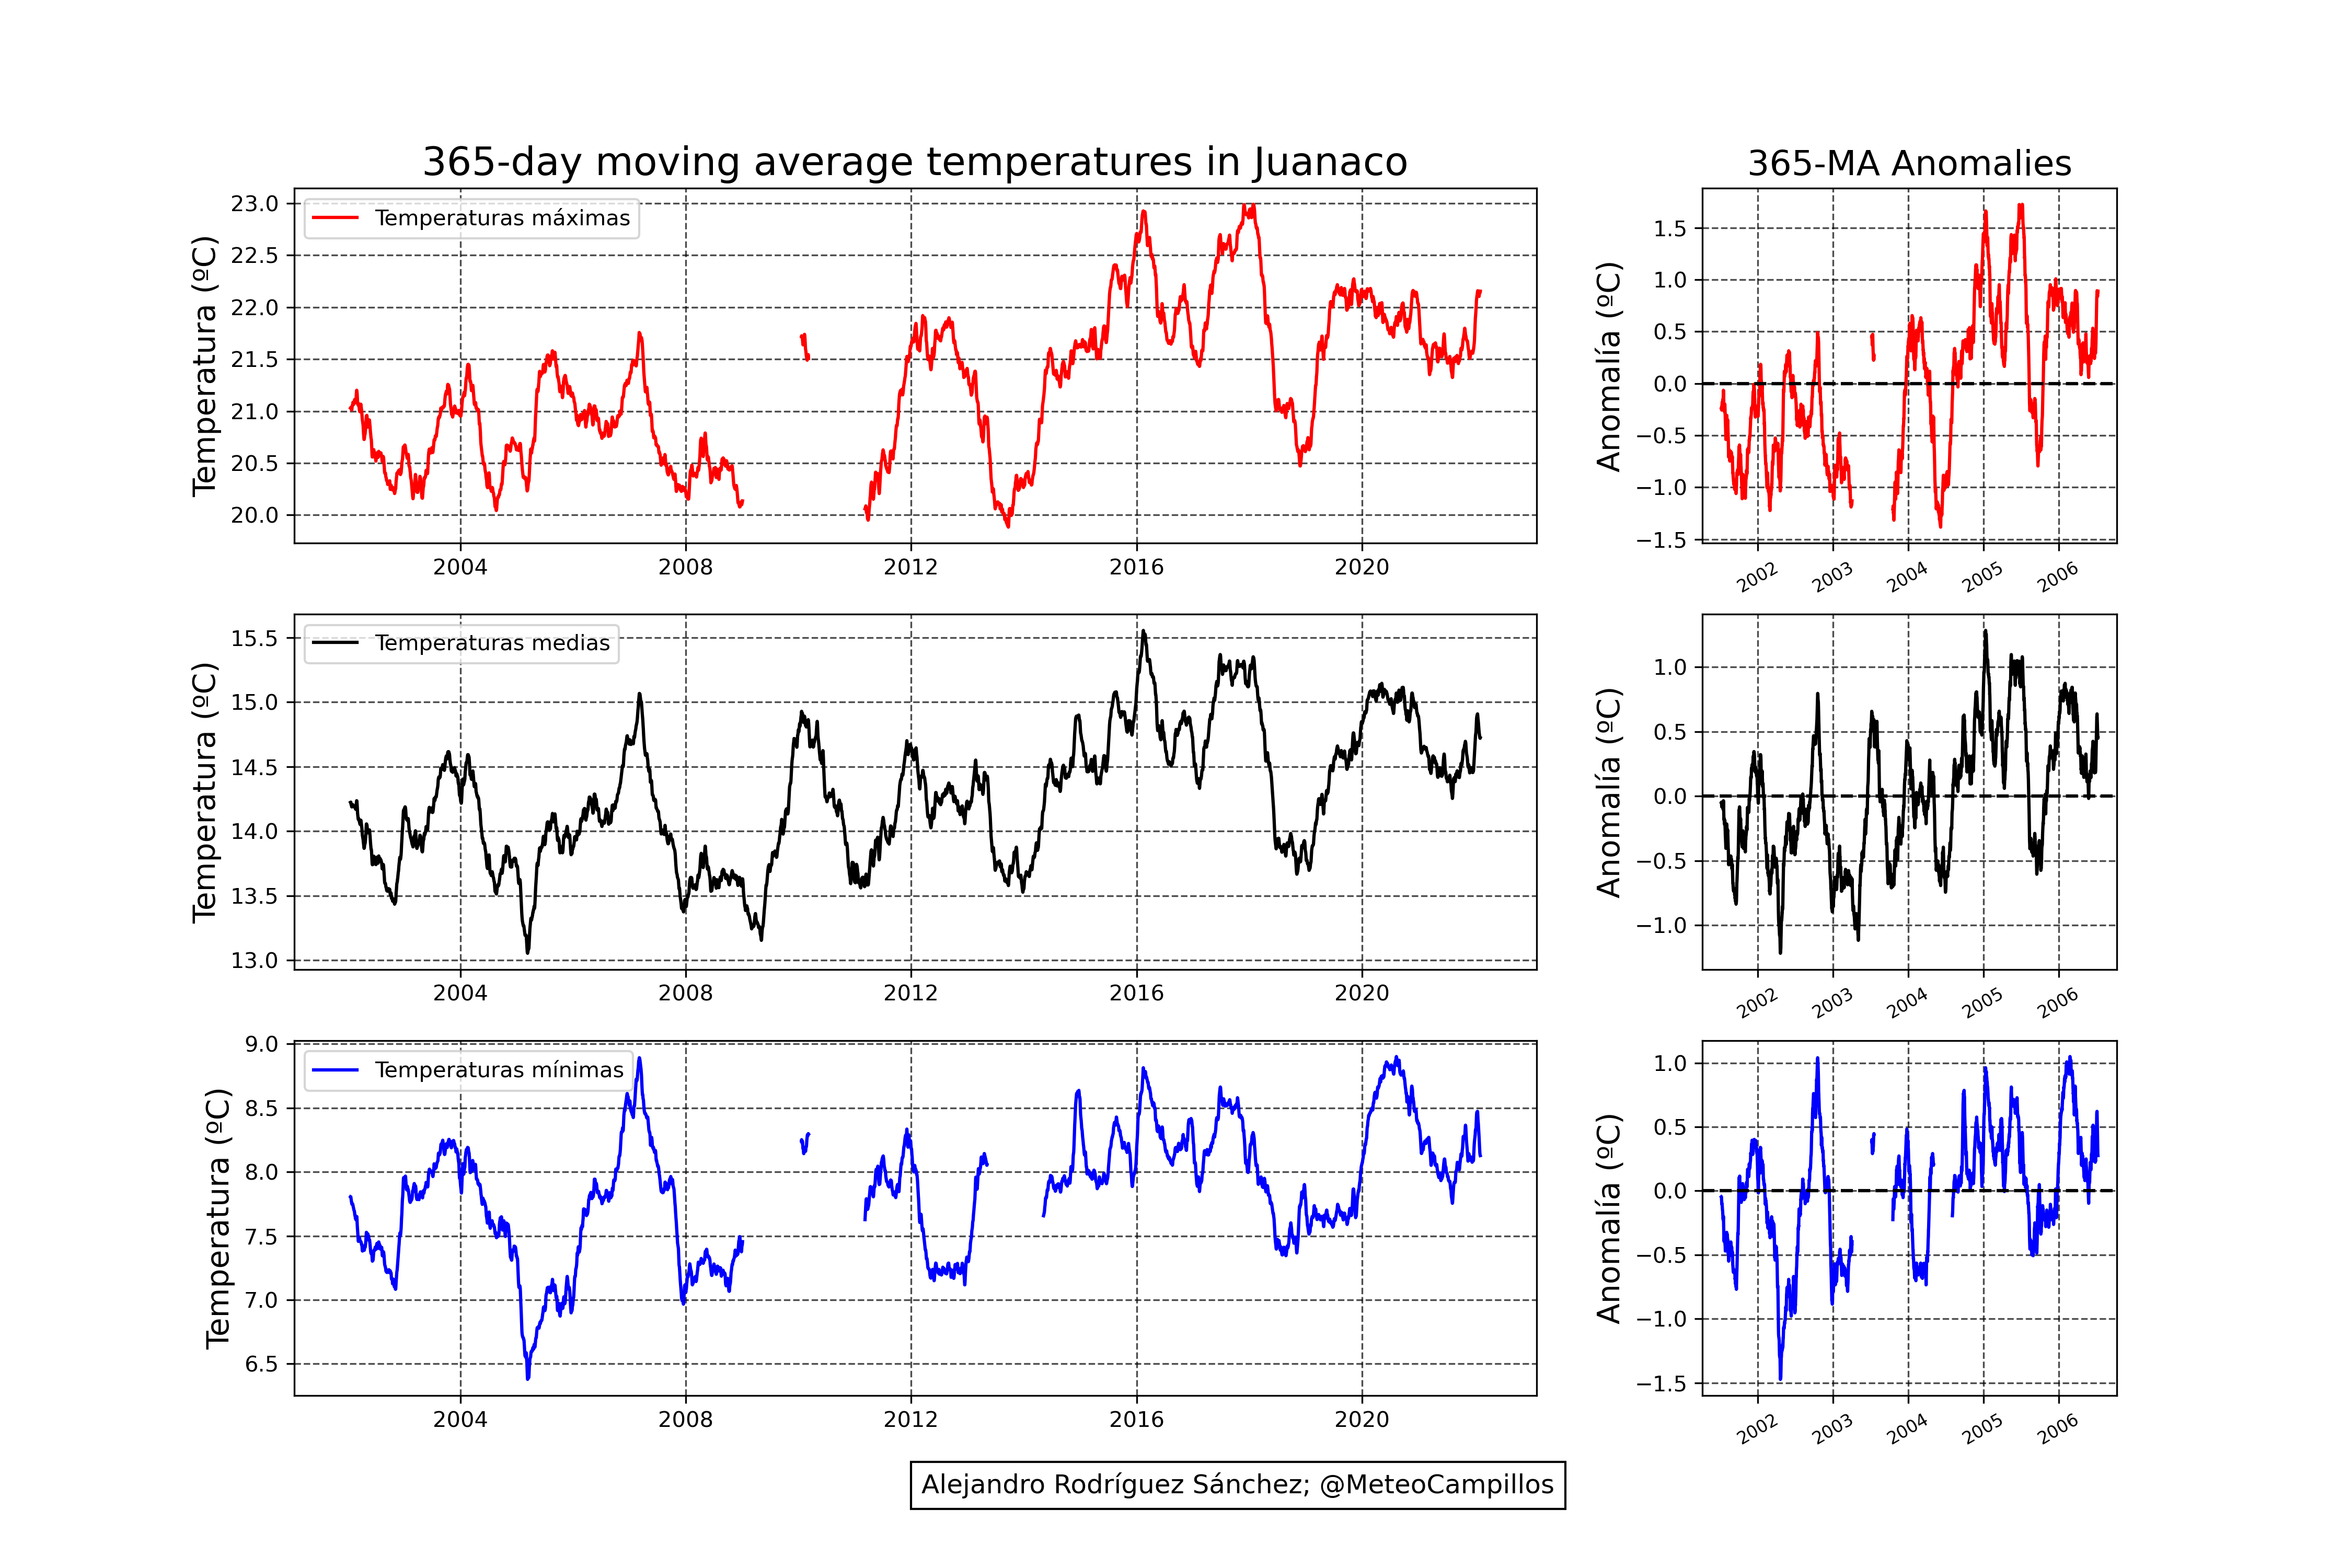 365-day moving average temperatures in Juanaco
365-MA Anomalies
Temperatura (ºC)
23.0
22.5
22.0
21.5
21.0
20.5
20.0
Temperaturas máximas
2004 2008 2012 2016 2020
Anomalía (ºC)
1.5
1.0
0.5
0.0
−0.5
−1.0
−1.5
2002 2003 2004 2005 2006
Temperatura (ºC)
15.5
15.0
14.5
14.0
13.5
13.0
Temperaturas medias
2004 2008 2012 2016 2020
Anomalía (ºC)
1.0
0.5
0.0
−0.5
−1.0
2002 2003 2004 2005 2006
Temperatura (ºC)
9.0
8.5
8.0
7.5
7.0
6.5
Temperaturas mínimas
2004 2008 2012 2016 2020
Anomalía (ºC)
1.0
0.5
0.0
−0.5
−1.0
−1.5
2002 2003 2004 2005 2006
Alejandro Rodríguez Sánchez; @MeteoCampillos